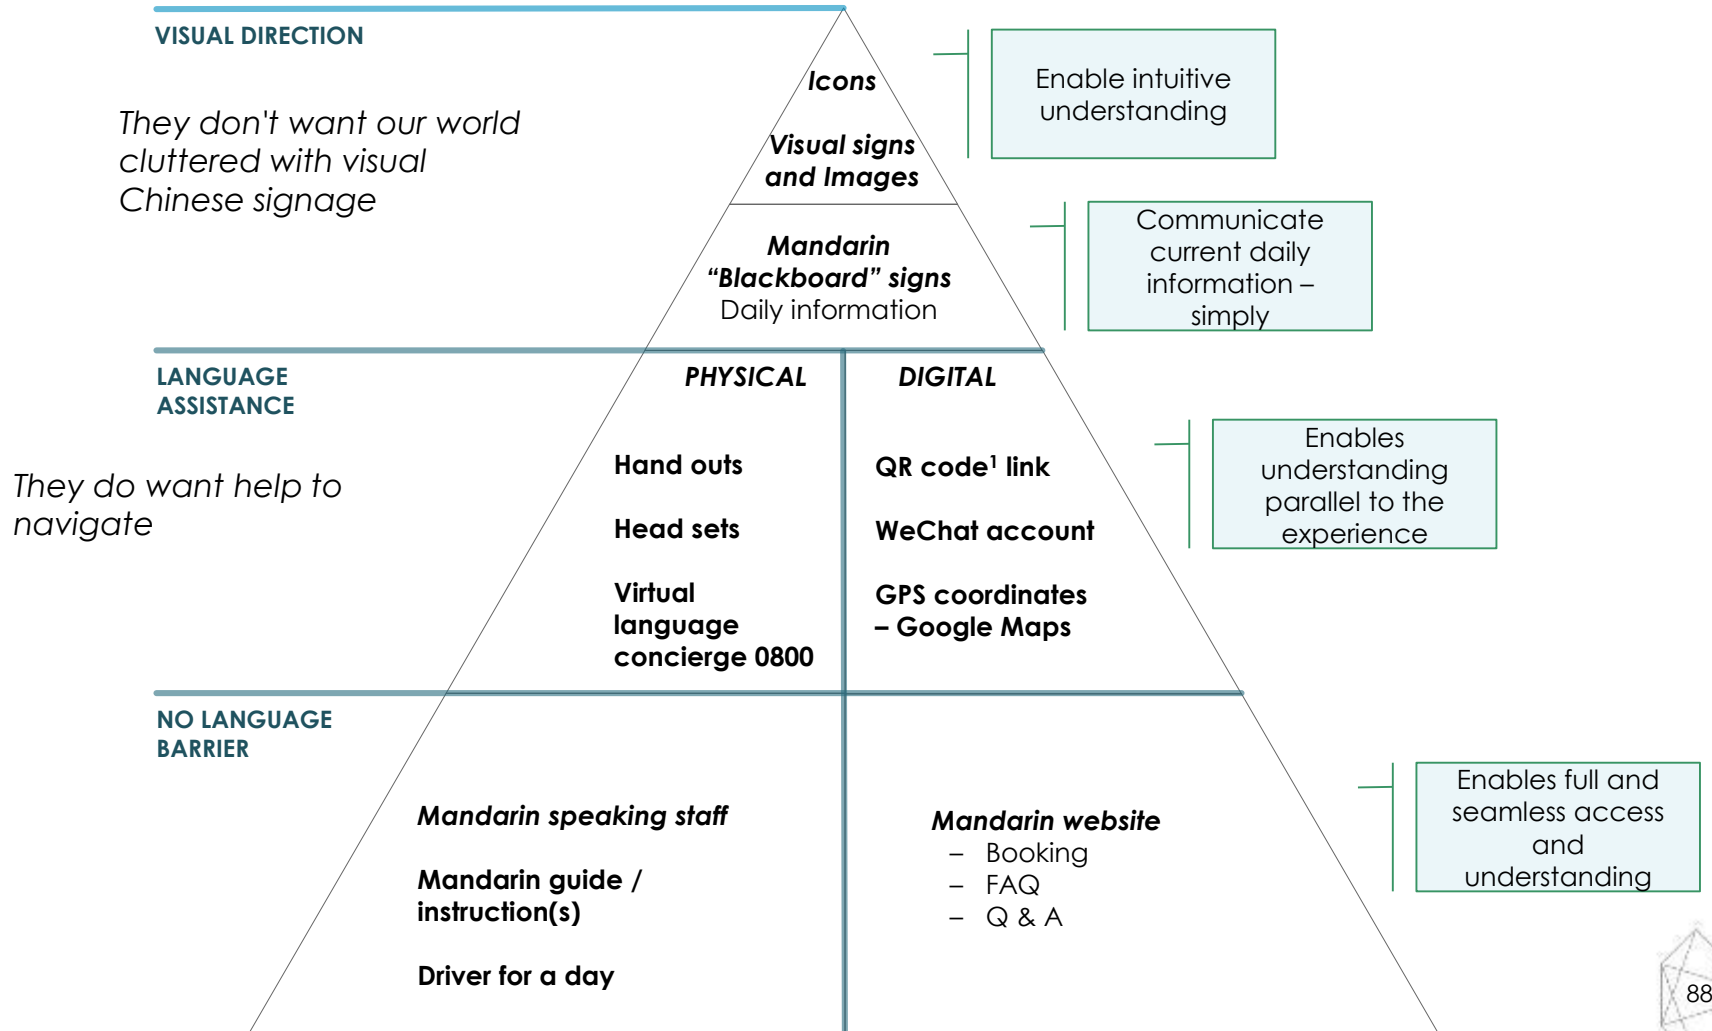 VISUAL DIRECTION
They don't want our world
cluttered with visual
Chinese signage
Icons
Visual signs
and Images
Enable intuitive
understanding
Mandarin
“Blackboard” signs
Daily information
Communicate
current daily
information –
simply
LANGUAGE
ASSISTANCE
They do want help to
navigate
PHYSICAL
Hand outs
Head sets
Virtual
language
concierge 0800
DIGITAL
QR code¹ link
WeChat account
GPS coordinates
– Google Maps
Enables
understanding
parallel to the
experience
NO LANGUAGE
BARRIER
Mandarin speaking staff
Mandarin guide /
instruction(s)
Driver for a day
Mandarin website
– Booking
– FAQ
– Q & A
Enables full and
seamless access
and
understanding
88